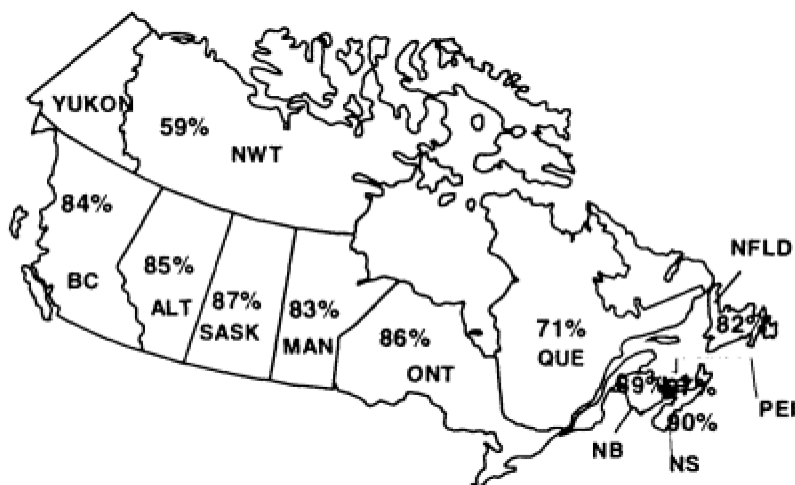 YUKON
59%
NWT
84%
BC
85%
ALT
87%
SASK
83%
MAN
86%
ONT
71%
QUE
NFLD
82%
PEI
90%
NB
NS